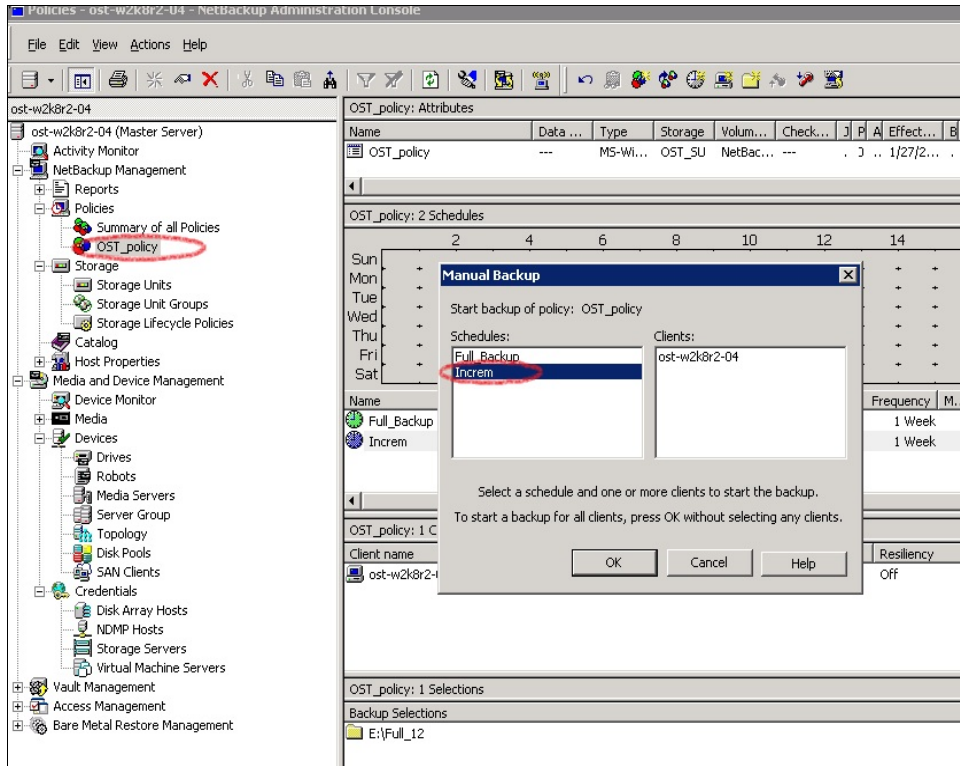 Policies - ost-w2k8r2-04 - NetBackup Administration Console
File Edit View Actions Help
ost-w2k8r2-04
ost-w2k8r2-04 (Master Server)
Activity Monitor
NetBackup Management
Reports
Policies
Summary of all Policies
OST_policy
Storage
Storage Units
Storage Unit Groups
Storage Lifecycle Policies
Catalog
Host Properties
Media and Device Management
Device Monitor
Media
Devices
Drives
Robots
Media Servers
Server Group
Topology
Disk Pools
SAN Clients
Credentials
Disk Array Hosts
NDMP Hosts
Storage Servers
Virtual Machine Servers
Vault Management
Access Management
Bare Metal Restore Management
OST_policy: Attributes
Name Data ... Type Storage Volum... Check... J P A Effect... B
OST_policy --- MS-Wi... OST_SU NetBac... --- . J .. 1/27/2... .
OST_policy: 2 Schedules
2 4 6 8 10 12 14
Sun
Mon
Tue
Wed
Thu
Fri
Sat
Manual Backup
Start backup of policy: OST_policy
Schedules: Clients:
Full_Backup ost-w2k8r2-04
Increm
Select a schedule and one or more clients to start the backup.
To start a backup for all clients, press OK without selecting any clients.
OK Cancel Help
Name Frequency M..
Full_Backup 1 Week
Increm 1 Week
OST_policy: 1 C
Client name Resiliency
ost-w2k8r2- Off
OST_policy: 1 Selections
Backup Selections
E:\Full_12